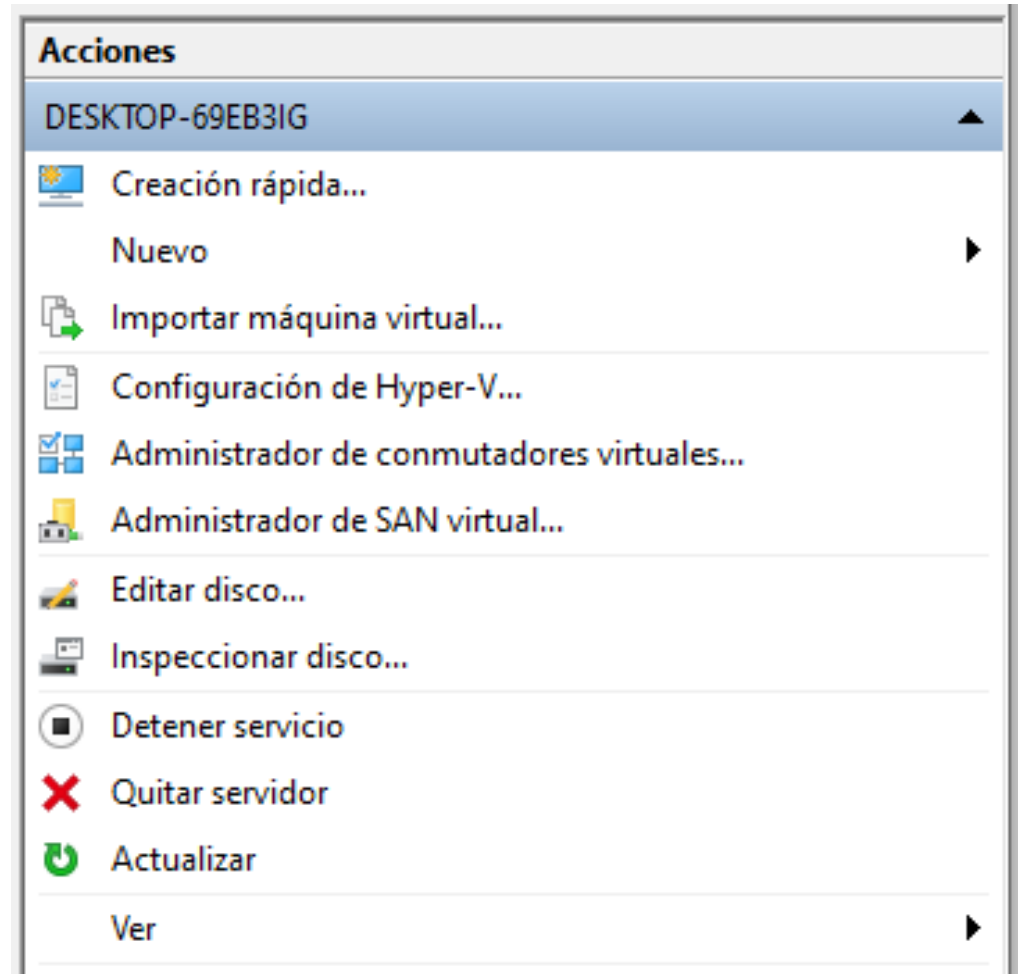 Acciones
DESKTOP-69EB3IG
Creación rápida...
Nuevo
Importar máquina virtual...
Configuración de Hyper-V...
Administrador de conmutadores virtuales...
Administrador de SAN virtual...
Editar disco...
Inspeccionar disco...
Detener servicio
Quitar servidor
Actualizar
Ver